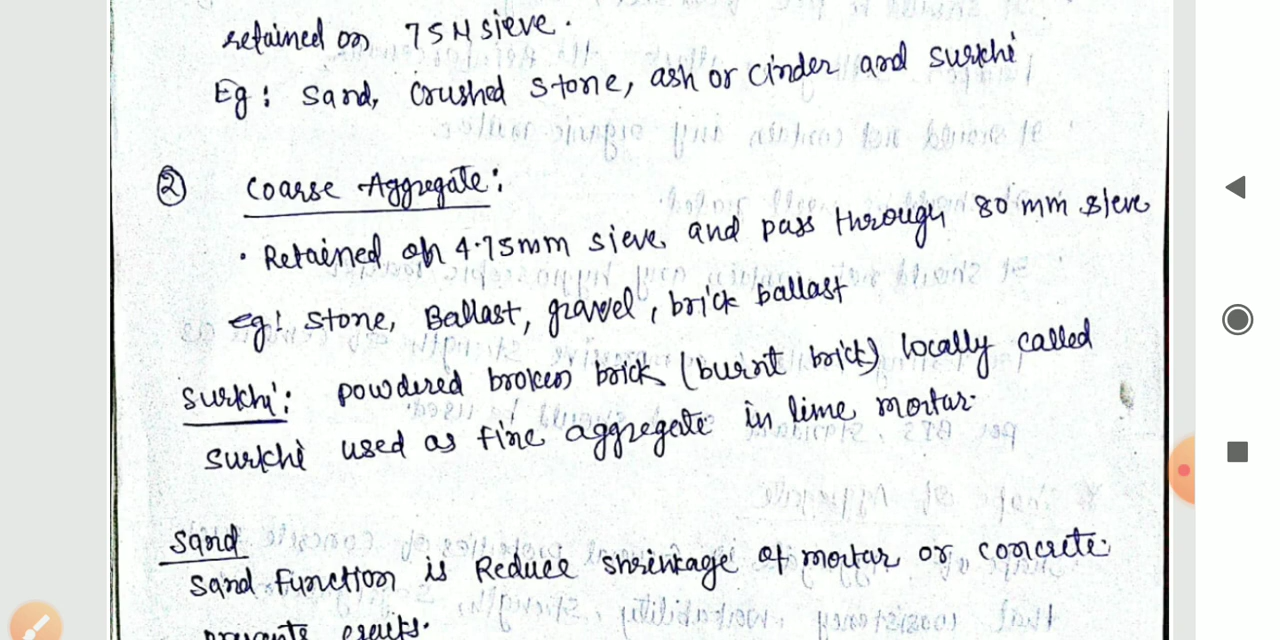 retained on 75μ sieve.
Eg: Sand, Crushed Stone, ash or Cinder and Surkhi
② Coarse Aggregate:
• Retained on 4.75mm sieve and pass through 80 mm sieve
eg: Stone, Ballast, gravel, brick ballast
Surkhi: powdered broken brick (burnt brick) locally called
Surkhi used as fine aggregate in lime mortar.
Sand
Sand Function is Reduce shrinkage of mortar or concrete.
prevents